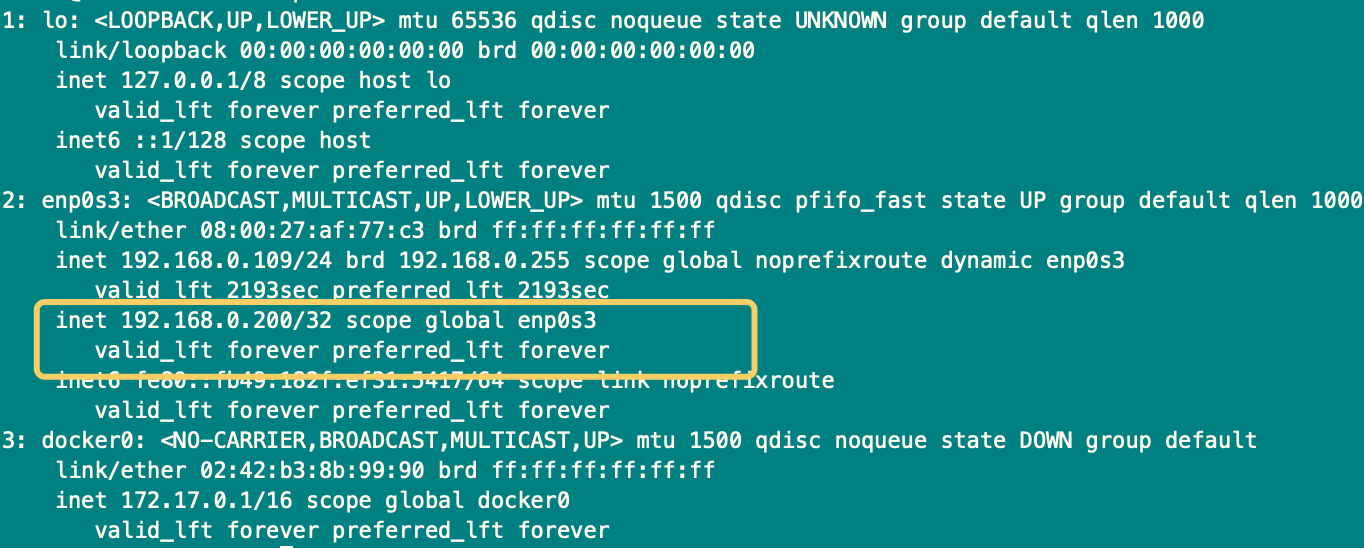 1: lo: <LOOPBACK,UP,LOWER_UP> mtu 65536 qdisc noqueue state UNKNOWN group default qlen 1000
link/loopback 00:00:00:00:00:00 brd 00:00:00:00:00:00
inet 127.0.0.1/8 scope host lo
valid_lft forever preferred_lft forever
inet6 ::1/128 scope host
valid_lft forever preferred_lft forever
2: enp0s3: <BROADCAST,MULTICAST,UP,LOWER_UP> mtu 1500 qdisc pfifo_fast state UP group default qlen 1000
link/ether 08:00:27:af:77:c3 brd ff:ff:ff:ff:ff:ff
inet 192.168.0.109/24 brd 192.168.0.255 scope global noprefixroute dynamic enp0s3
valid_lft 2193sec preferred_lft 2193sec
inet 192.168.0.200/32 scope global enp0s3
valid_lft forever preferred_lft forever
inet6 fe80::fb49:182f:ef31:5417/64 scope link noprefixroute
valid_lft forever preferred_lft forever
3: docker0: <NO-CARRIER,BROADCAST,MULTICAST,UP> mtu 1500 qdisc noqueue state DOWN group default
link/ether 02:42:b3:8b:99:90 brd ff:ff:ff:ff:ff:ff
inet 172.17.0.1/16 scope global docker0
valid_lft forever preferred_lft forever